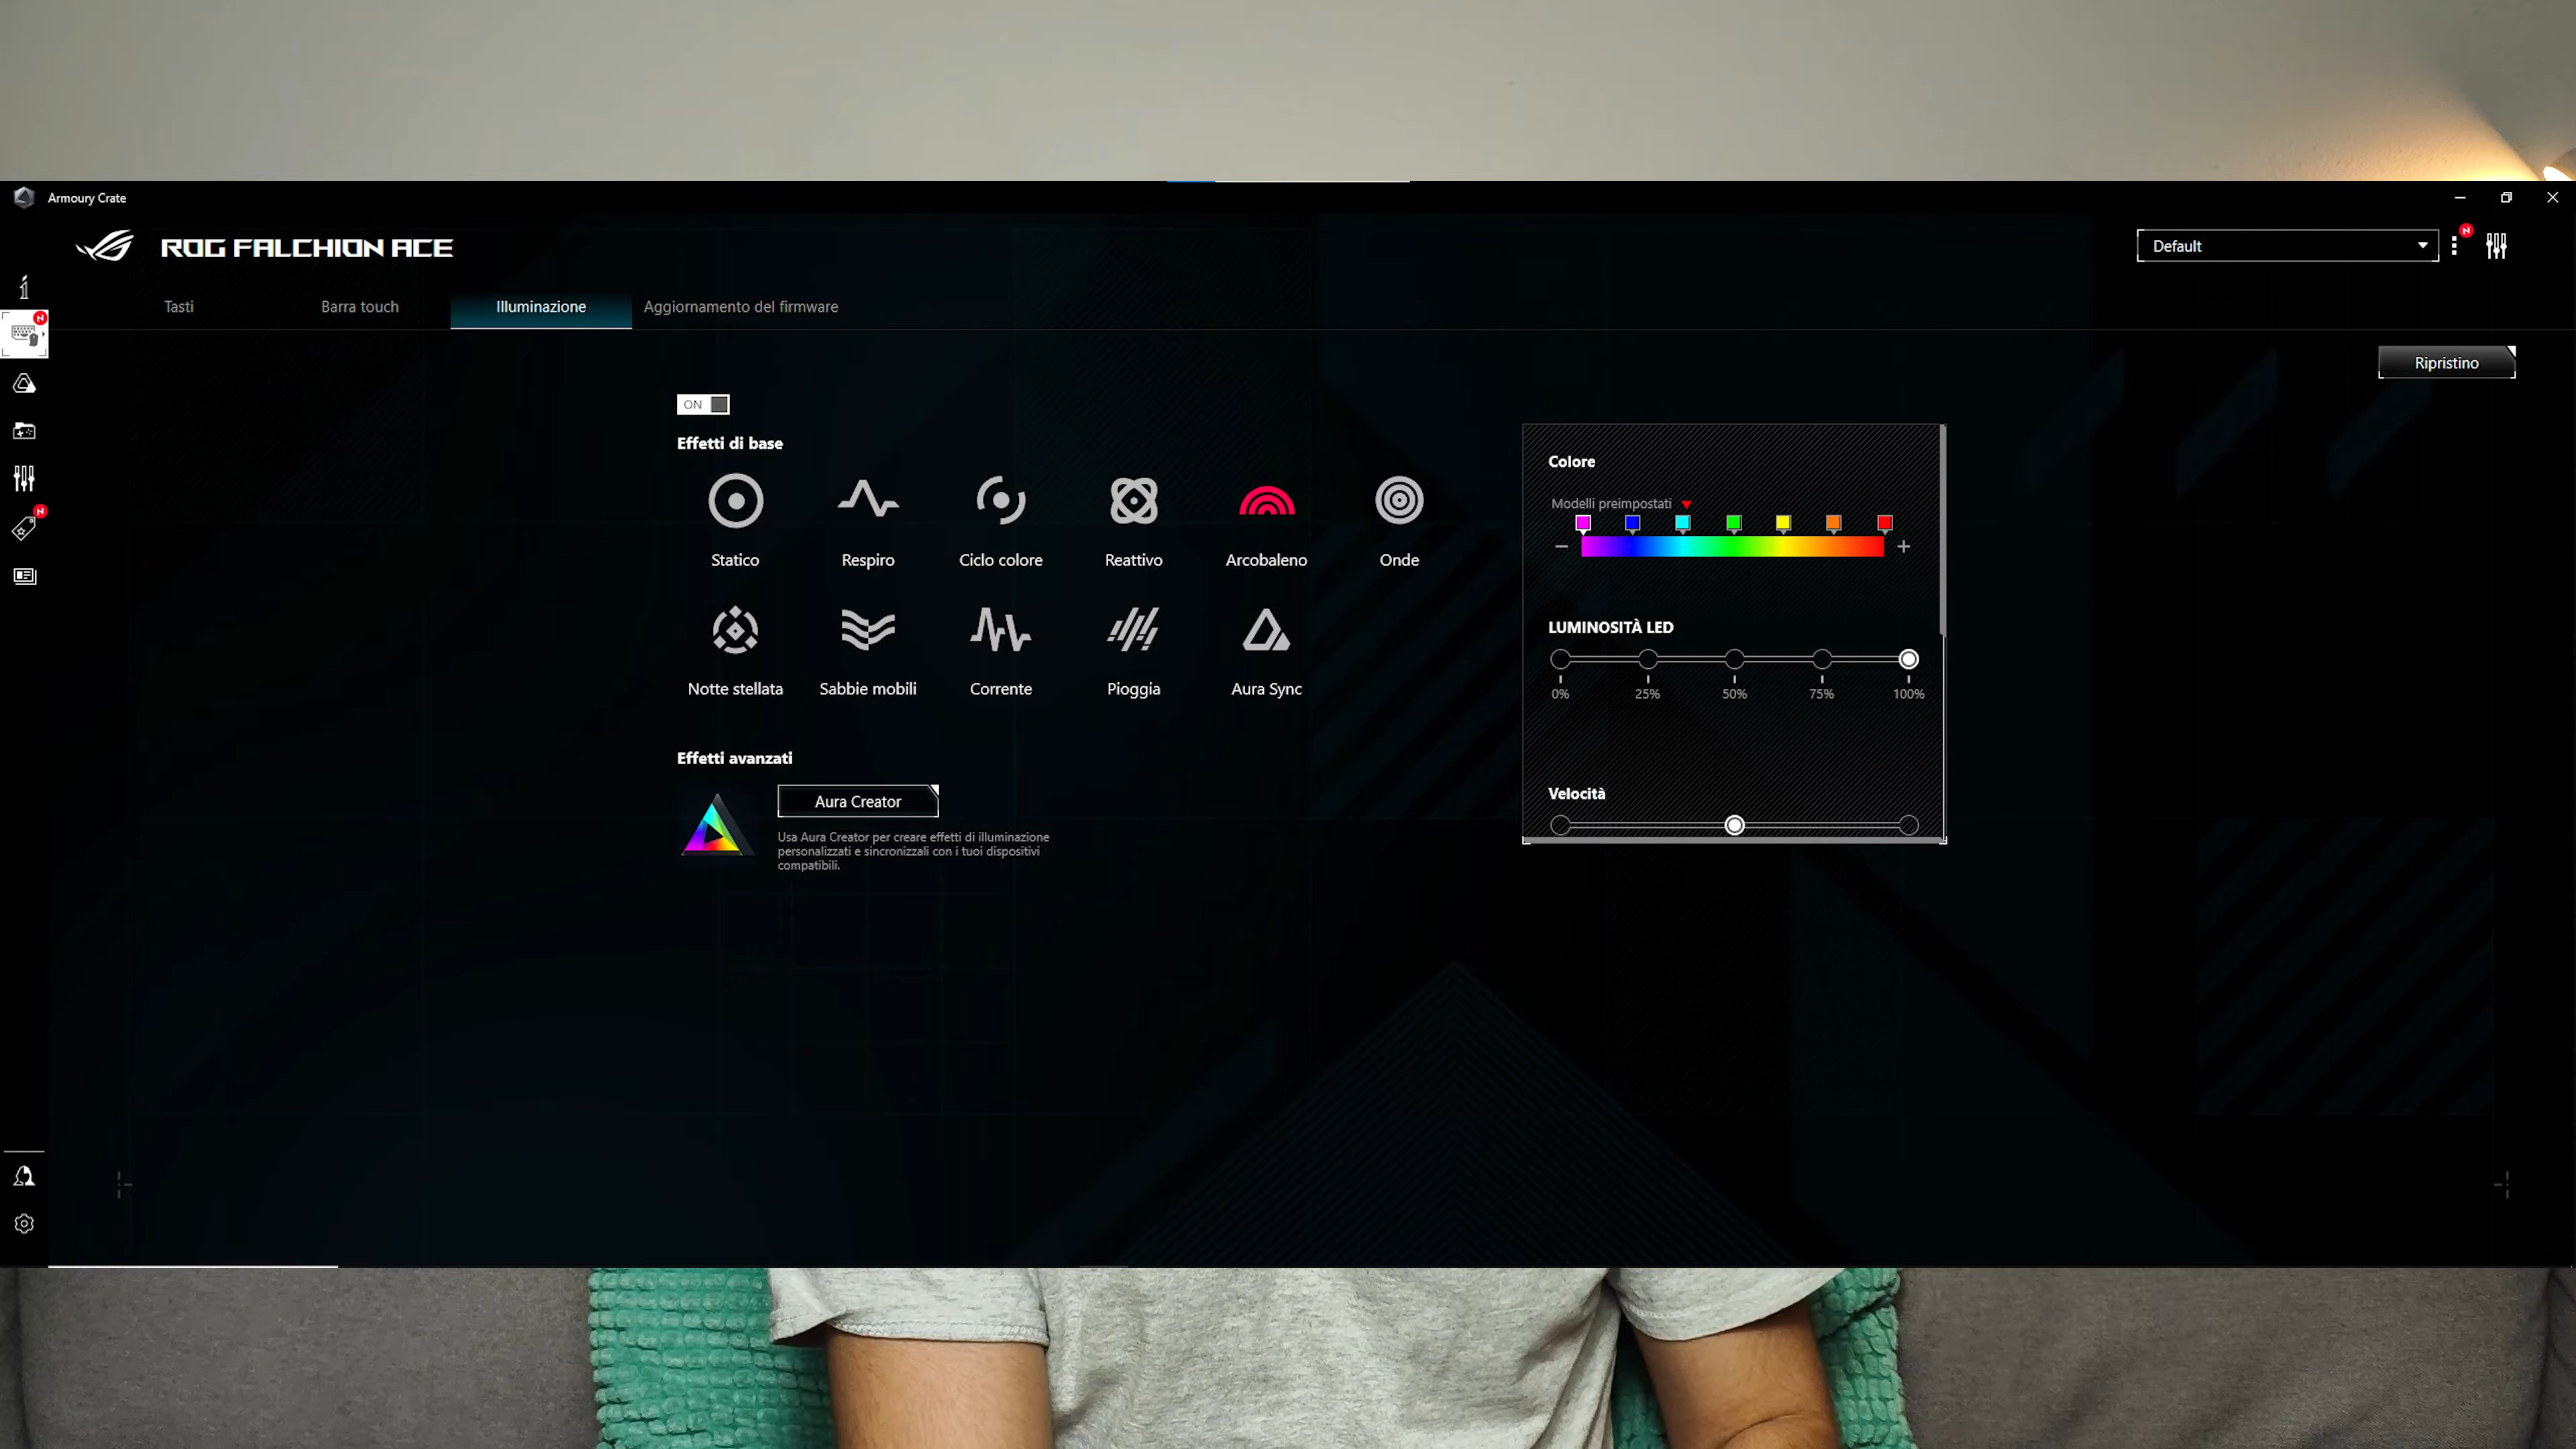 Armoury Crate
ROG FALCHION ACE
Default
Tasti
Barra touch
Illuminazione
Aggiornamento del firmware
Ripristino
ON
Effetti di base
Statico
Respiro
Ciclo colore
Reattivo
Arcobaleno
Onde
Notte stellata
Sabbie mobili
Corrente
Pioggia
Aura Sync
Effetti avanzati
Aura Creator
Usa Aura Creator per creare effetti di illuminazione
personalizzati e sincronizzali con i tuoi dispositivi
compatibili.
Colore
Modelli preimpostati
LUMINOSITÀ LED
0% 25% 50% 75% 100%
Velocità